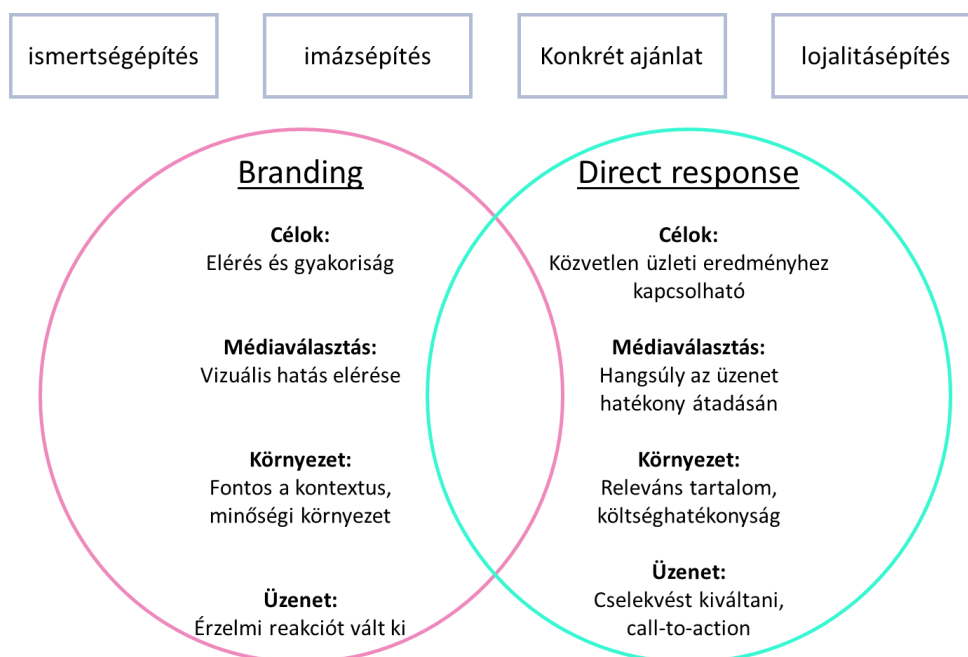 ismertségépítés
imázsépítés
Konkrét ajánlat
lojalitásépítés
Branding
Célok:
Elérés és gyakoriság
Médiaválasztás:
Vizuális hatás elérése
Környezet:
Fontos a kontextus,
minőségi környezet
Üzenet:
Érzelmi reakciót vált ki
Direct response
Célok:
Közvetlen üzleti eredményhez
kapcsolható
Médiaválasztás:
Hangsúly az üzenet
hatékony átadásán
Környezet:
Releváns tartalom,
költséghatékonyság
Üzenet:
Cselekvést kiváltani,
call-to-action